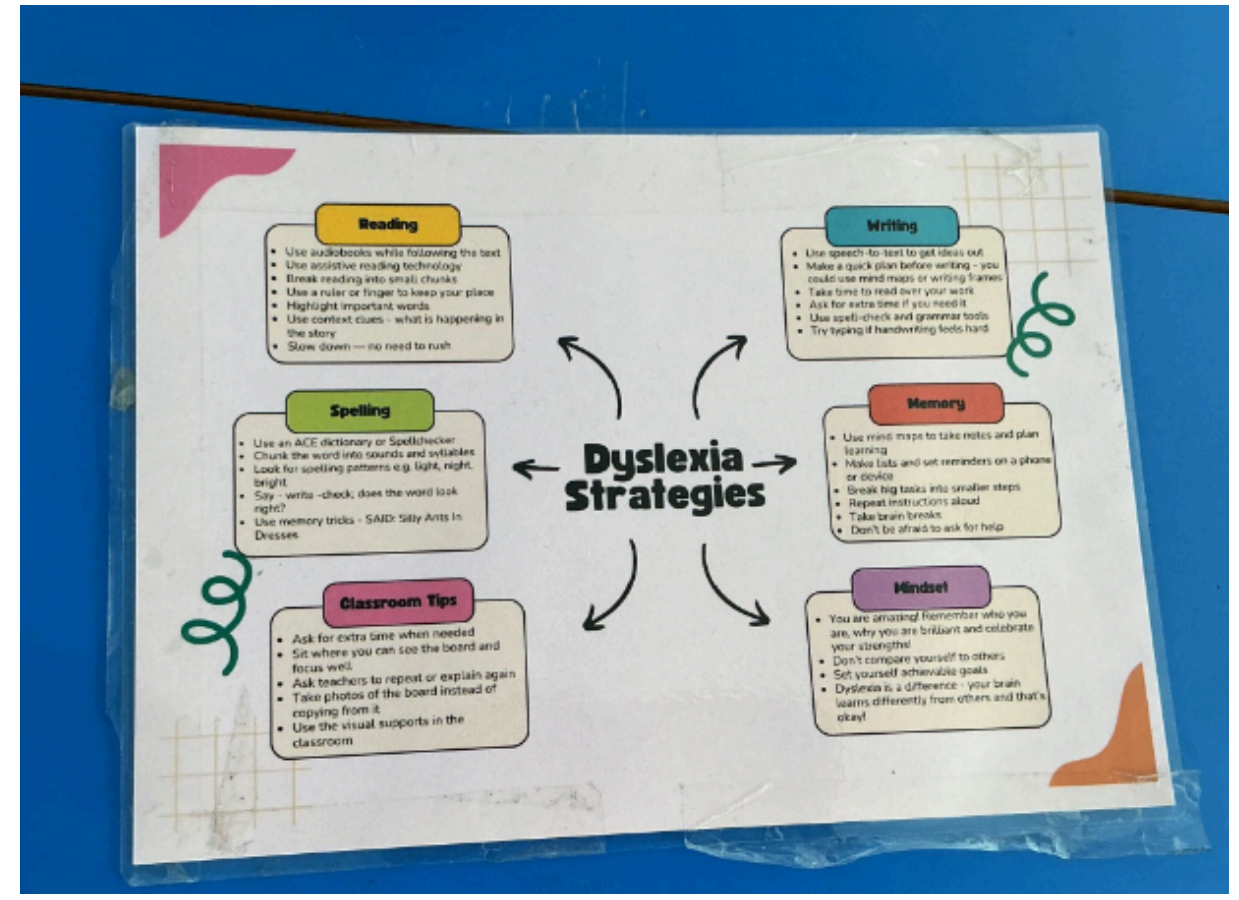 Reading
Use audiobooks while following the text
Use assistive reading technology
Break reading into small chunks
Use a ruler or finger to keep your place
Highlight important words
Use context clues - what is happening in
the story
Slow down — no need to rush
Writing
Use speech-to-text to get ideas out
Make a quick plan before writing - you
could use mind maps or writing frames
Take time to read over your work
Ask for extra time if you need it
Use spell-check and grammar tools
Try typing if handwriting feels hard
Dyslexia
Strategies
Spelling
Use an ACE dictionary or Spellchecker
Chunk the word into sounds and syllables
Look for spelling patterns e.g. light, night,
bright
Say - write -check; does the word look
right?
Use memory tricks - SAID: Silly Ants In
Dresses
Memory
Use mind maps to take notes and plan
learning
Make lists and set reminders on a phone
or device
Break big tasks into smaller steps
Repeat instructions aloud
Take brain breaks
Don't be afraid to ask for help
Classroom Tips
Ask for extra time when needed
Sit where you can see the board and
focus well
Ask teachers to repeat or explain again
Take photos of the board instead of
copying from it
Use the visual supports in the
classroom
Mindset
You are amazing! Remember who you
are, why you are brilliant and celebrate
your strengths!
Don't compare yourself to others
Set yourself achievable goals
Dyslexia is a difference - your brain
learns differently from others and that's
okay!